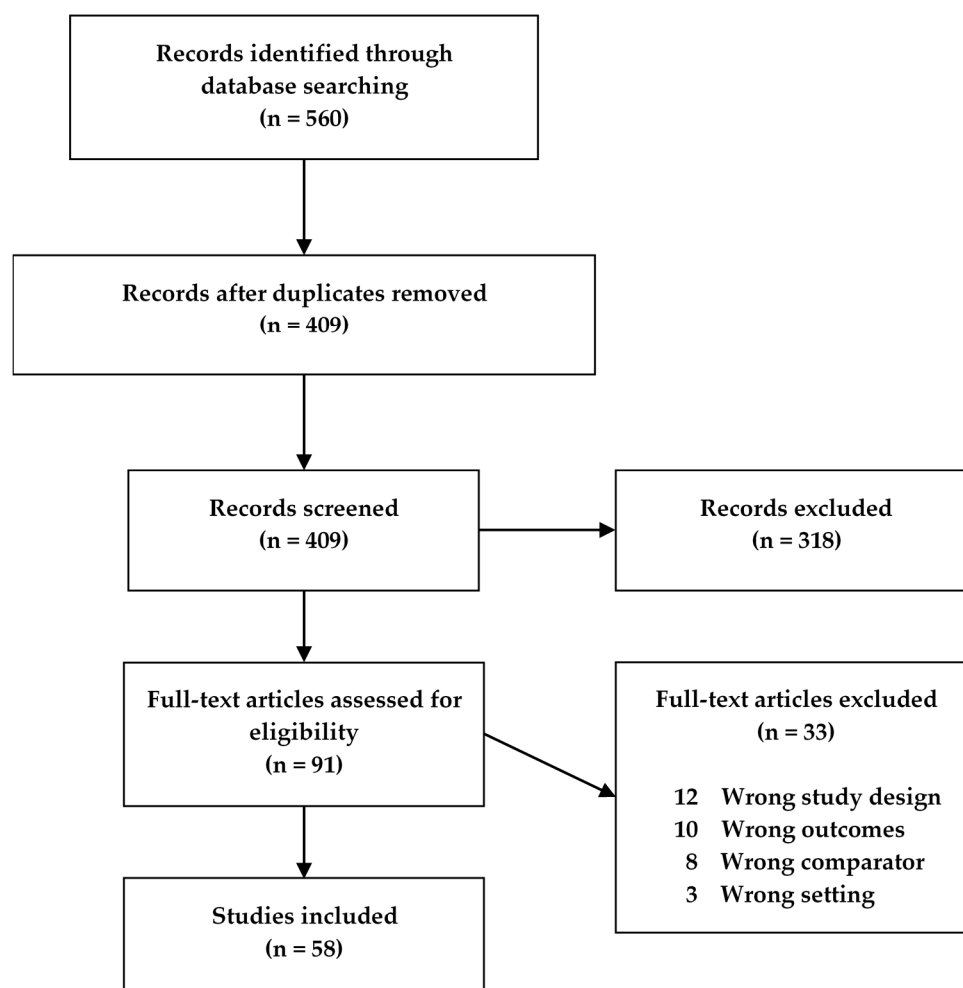 Records identified through
database searching
(n = 560)
Records after duplicates removed
(n = 409)
Records screened
(n = 409)
Records excluded
(n = 318)
Full-text articles assessed for
eligibility
(n = 91)
Full-text articles excluded
(n = 33)
12 Wrong study design
10 Wrong outcomes
8 Wrong comparator
3 Wrong setting
Studies included
(n = 58)